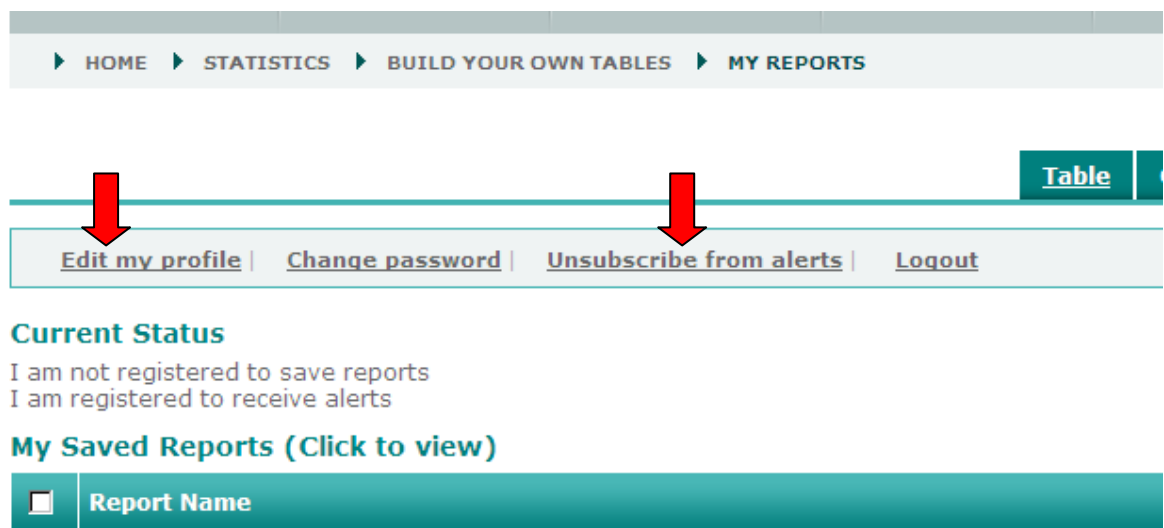 HOME STATISTICS BUILD YOUR OWN TABLES MY REPORTS
Table
Edit my profile | Change password | Unsubscribe from alerts | Logout
Current Status
I am not registered to save reports
I am registered to receive alerts
My Saved Reports (Click to view)
Report Name